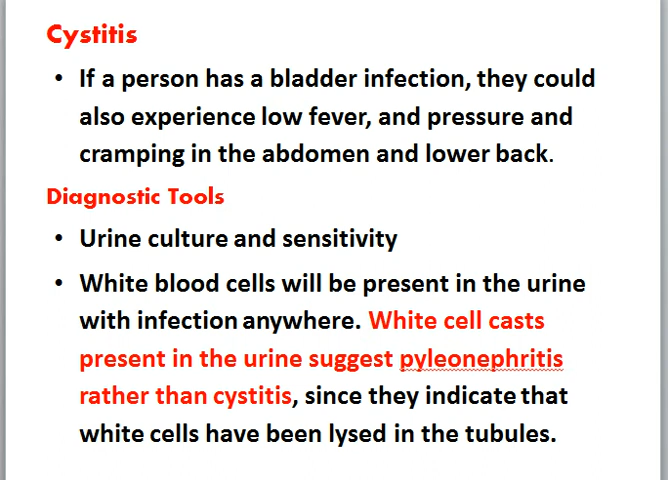 Cystitis
• If a person has a bladder infection, they could
also experience low fever, and pressure and
cramping in the abdomen and lower back.
Diagnostic Tools
• Urine culture and sensitivity
• White blood cells will be present in the urine
with infection anywhere. White cell casts
present in the urine suggest pyleonephritis
rather than cystitis, since they indicate that
white cells have been lysed in the tubules.